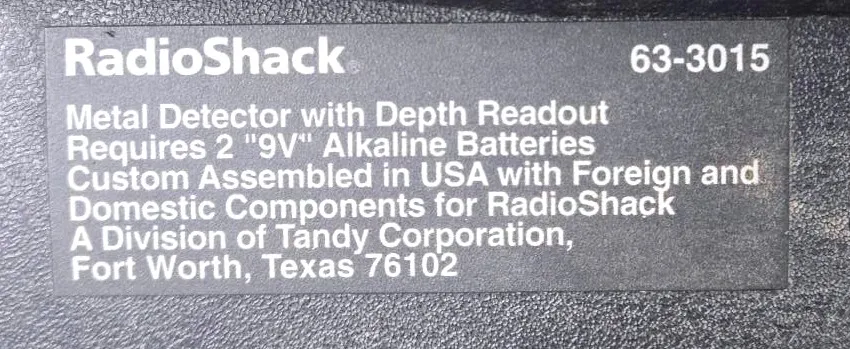 RadioShack® 63-3015
Metal Detector with Depth Readout
Requires 2 "9V" Alkaline Batteries
Custom Assembled in USA with Foreign and
Domestic Components for RadioShack
A Division of Tandy Corporation,
Fort Worth, Texas 76102